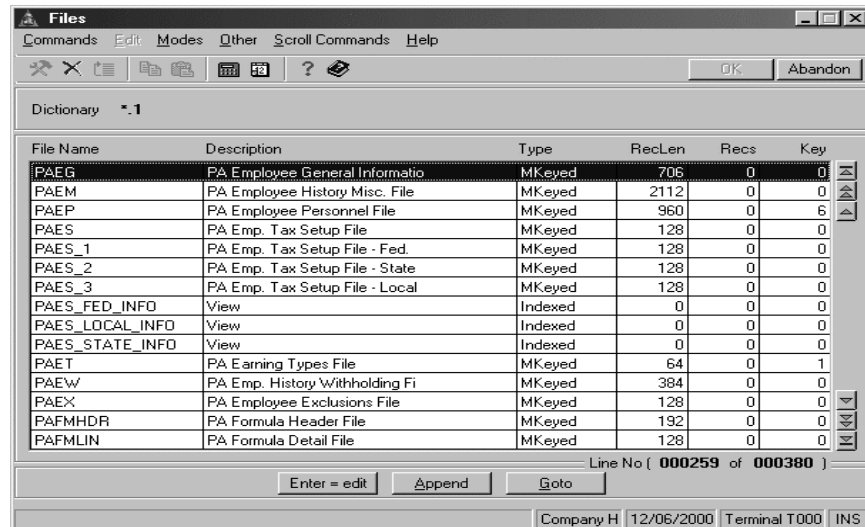 Files
Commands Edit Modes Other Scroll Commands Help
OK Abandon
Dictionary *.1
File Name Description Type RecLen Recs Key
PAEG PA Employee General Informatio MKeyed 706 0 0
PAEM PA Employee History Misc. File MKeyed 2112 0 0
PAEP PA Employee Personnel File MKeyed 960 0 6
PAES PA Emp. Tax Setup File MKeyed 128 0 0
PAES_1 PA Emp. Tax Setup File - Fed. MKeyed 128 0 0
PAES_2 PA Emp. Tax Setup File - State MKeyed 128 0 0
PAES_3 PA Emp. Tax Setup File - Local MKeyed 128 0 0
PAES_FED_INFO View Indexed 0 0 0
PAES_LOCAL_INFO View Indexed 0 0 0
PAES_STATE_INFO View Indexed 0 0 0
PAET PA Earning Types File MKeyed 64 0 1
PAEW PA Emp. History Withholding Fi MKeyed 384 0 0
PAEX PA Employee Exclusions File MKeyed 128 0 0
PAFMHDR PA Formula Header File MKeyed 192 0 0
PAFMLIN PA Formula Detail File MKeyed 128 0 0
Line No ( 000259 of 000380 )
Enter = edit Append Goto
Company H 12/06/2000 Terminal T000 INS